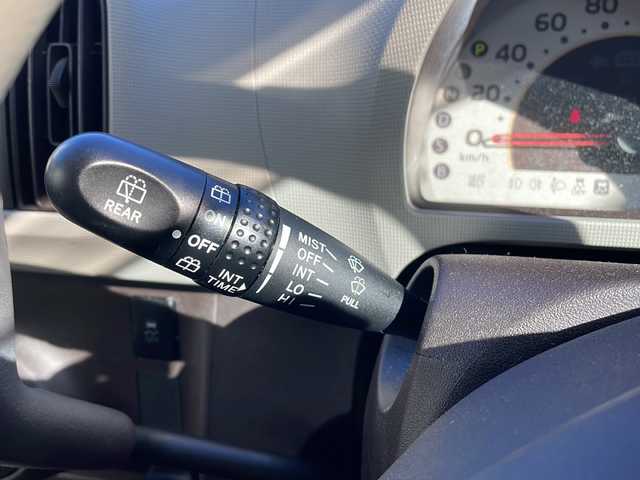 REAR
ON
OFF
INT
TIME
MIST
OFF
INT
LO
HI
PULL
80
60
40
20
0
km/h
P
N
D
S
B